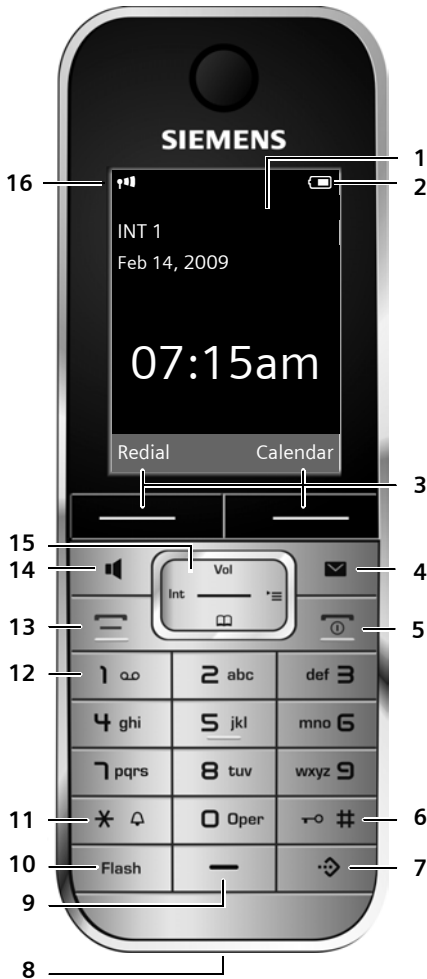 SIEMENS
1
16
2
INT 1
Feb 14, 2009
07:15am
Redial Calendar
3
15
14 Vol 4
Int
13 5
12 1 2 abc def 3
4 ghi 5 jkl mno 6
7 pqrs 8 tuv wxyz 9
11 * 0 Oper # 6
10 Flash 7
9
8